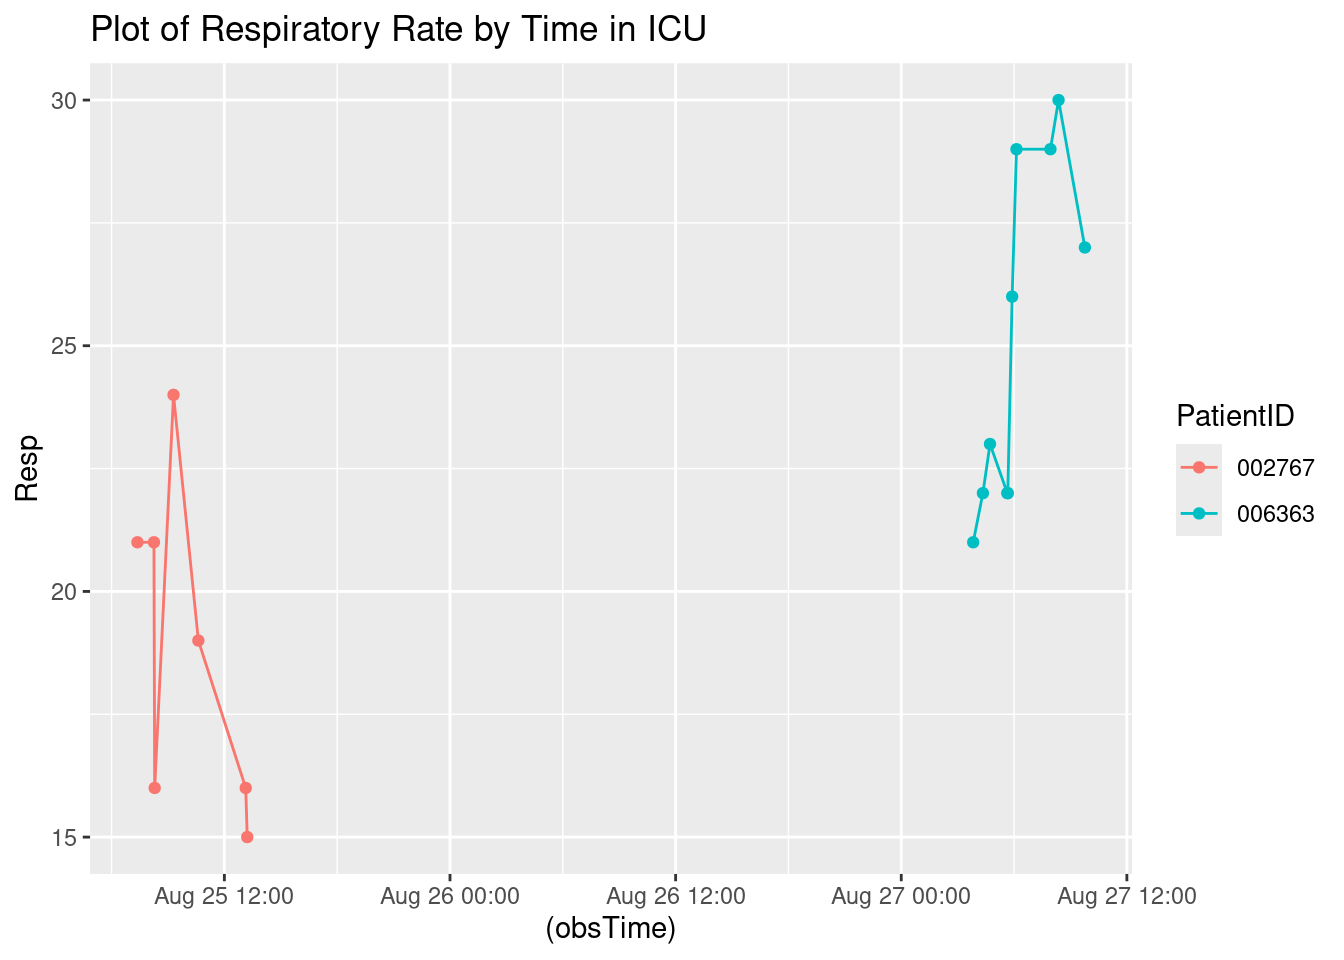 Plot of Respiratory Rate by Time in ICU
30
25
20
15
Resp
Aug 25 12:00
Aug 26 00:00
Aug 26 12:00
Aug 27 00:00
Aug 27 12:00
(obsTime)
PatientID
002767
006363